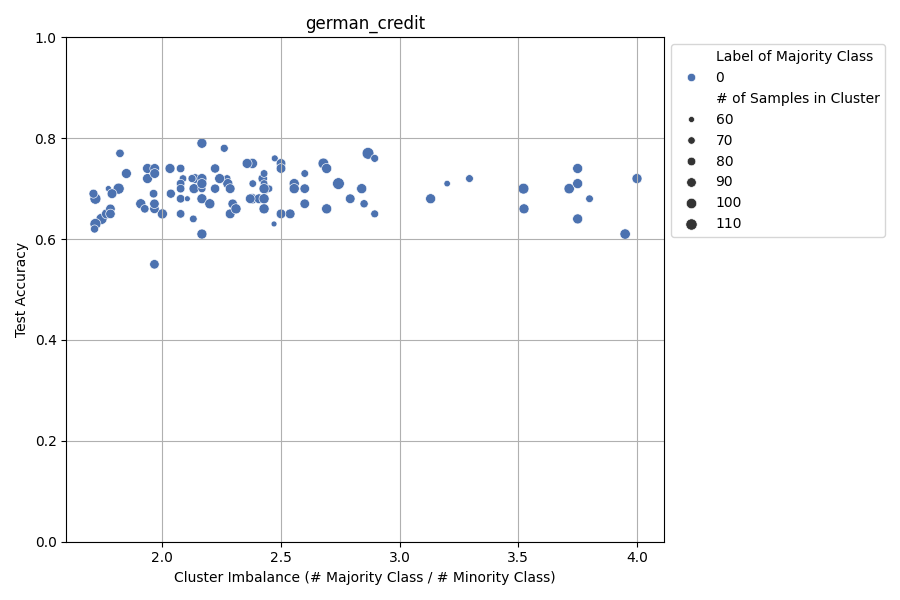 german_credit
1.0
0.8
0.6
0.4
0.2
0.0
Test Accuracy
2.0 2.5 3.0 3.5 4.0
Cluster Imbalance (# Majority Class / # Minority Class)
Label of Majority Class
0
# of Samples in Cluster
60
70
80
90
100
110